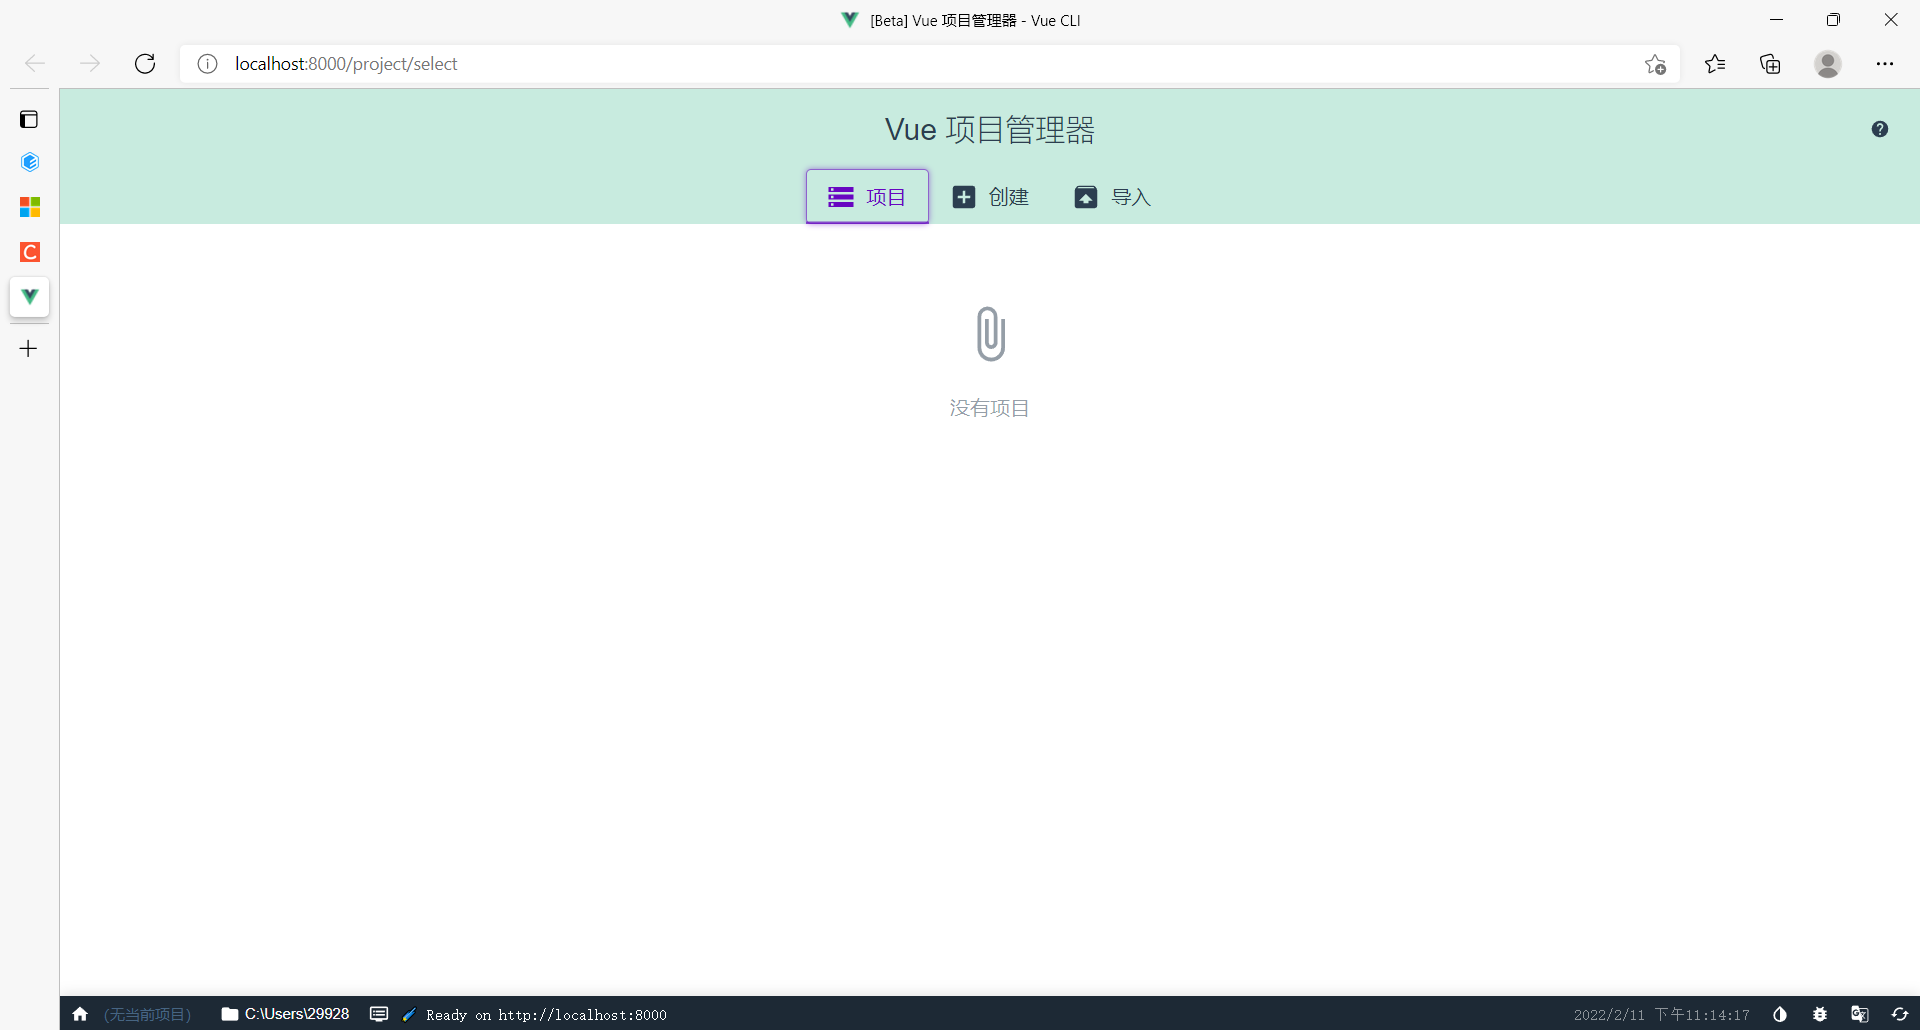 [Beta] Vue 项目管理器 - Vue CLI
localhost:8000/project/select
Vue 项目管理器
项目 创建 导入
没有项目
(无当前项目) C:\Users\29928 Ready on http://localhost:8000 2022/2/11 下午11:14:17